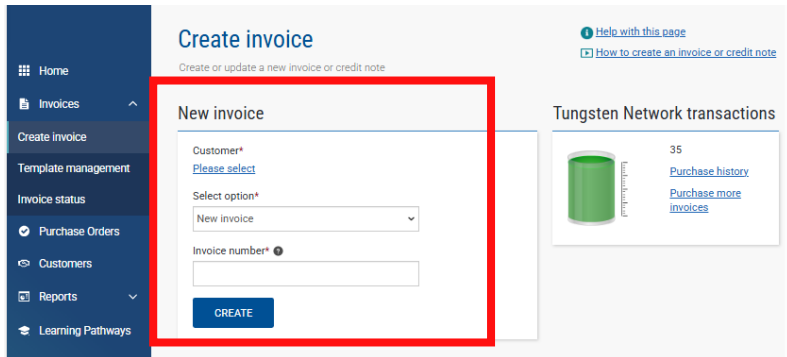 Home
Invoices
Create invoice
Template management
Invoice status
Purchase Orders
Customers
Reports
Learning Pathways
Create invoice
Create or update a new invoice or credit note
Help with this page
How to create an invoice or credit note
New invoice
Customer*
Please select
Select option*
New invoice
Invoice number*
CREATE
Tungsten Network transactions
35
Purchase history
Purchase more
invoices